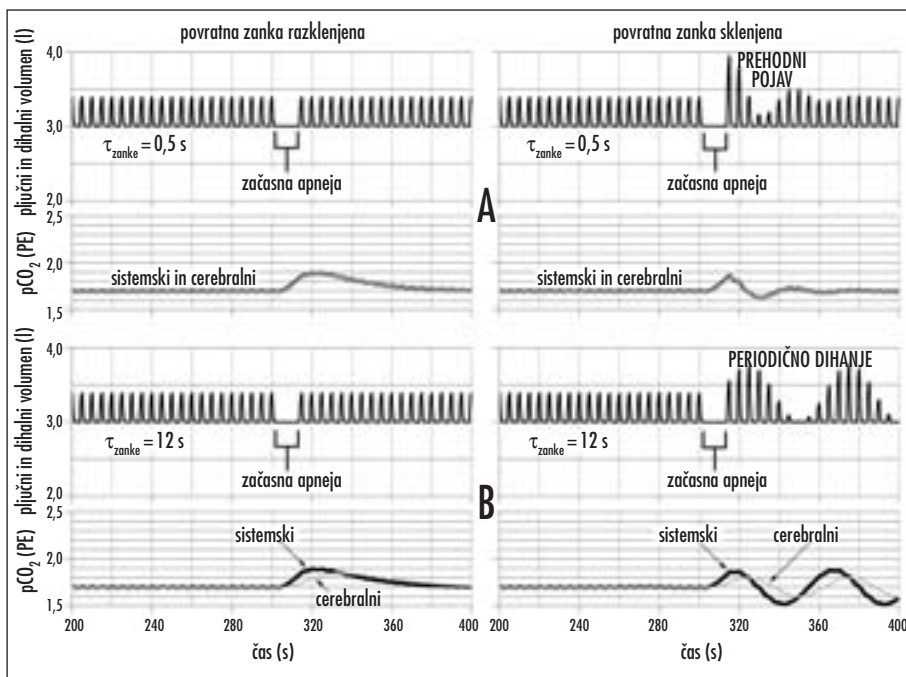 povratna zanka razklenjena
povratna zanka sklenjena
pljučni in dihalni volumen (l)
4,0
3,0
2,0
τzanke = 0,5 s
začasna apneja
PREHODNI
POJAV
τzanke = 0,5 s
začasna apneja
A
pCO2 (PE)
2,5
2,0
1,5
sistemski in cerebralni
sistemski in cerebralni
pljučni in dihalni volumen (l)
4,0
3,0
2,0
τzanke = 12 s
začasna apneja
PERIODIČNO DIHANJE
τzanke = 12 s
začasna apneja
B
pCO2 (PE)
2,5
2,0
1,5
sistemski
cerebralni
sistemski
cerebralni
200 240 280 320 360 400
200 240 280 320 360 400
čas (s)
čas (s)